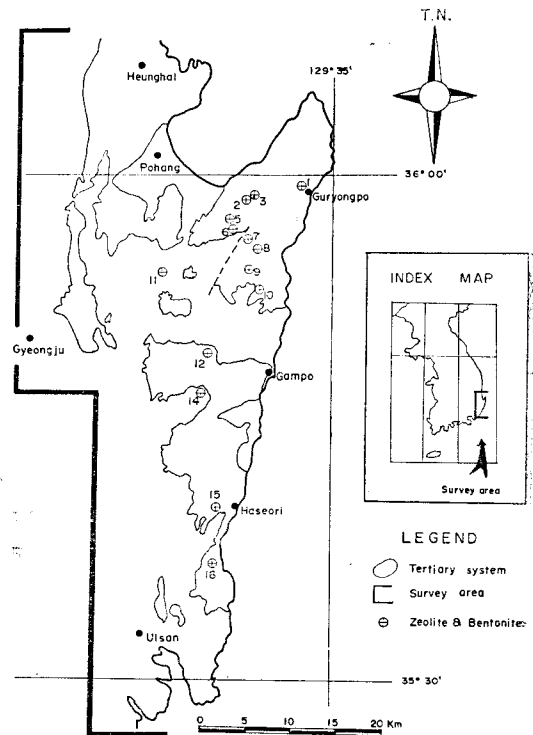 T.N.
129° 35'
Heunghai
Pohang
36° 00'
1
Guryongpo
2
3
5
7
8
9
10
11
Gyeongju
12
Gampo
14
15
Haseori
16
Ulsan
35° 30'
0 5 10 15 20 Km
INDEX MAP
Survey area
LEGEND
Tertiary system
Survey area
Zeolite & Bentonite